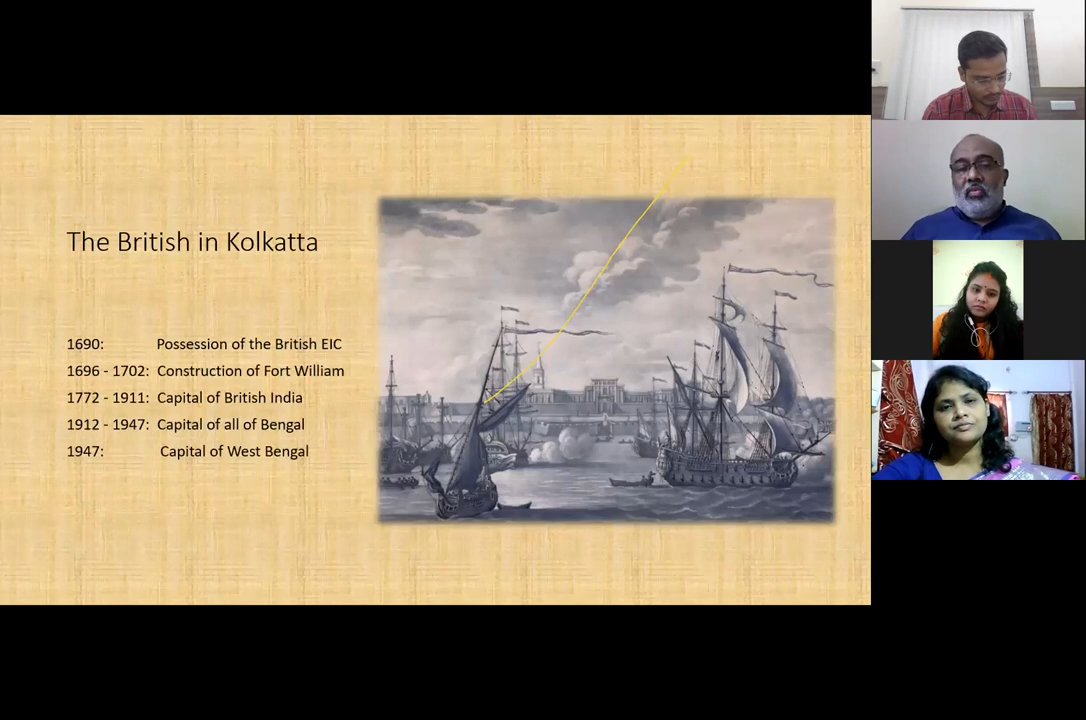 The British in Kolkatta
1690: Possession of the British EIC
1696 - 1702: Construction of Fort William
1772 - 1911: Capital of British India
1912 - 1947: Capital of all of Bengal
1947: Capital of West Bengal